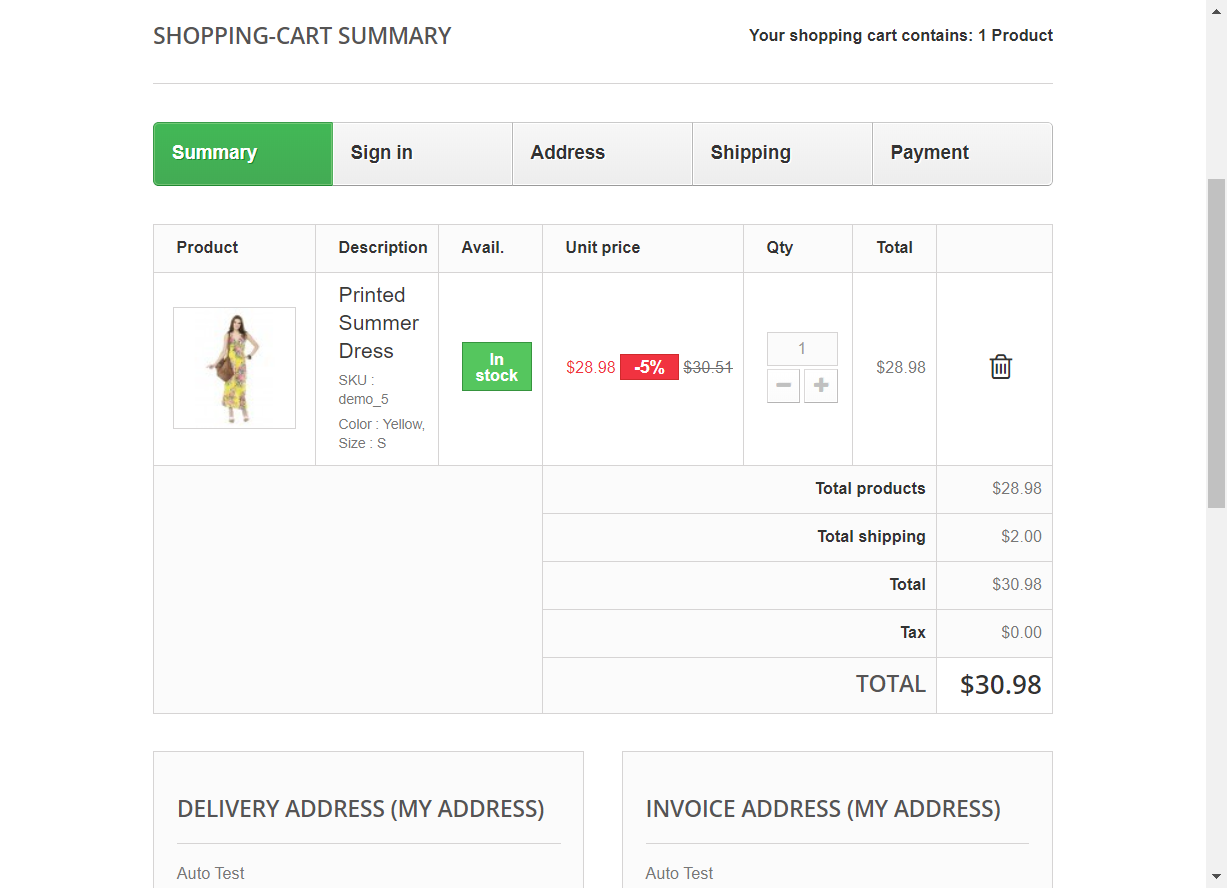 SHOPPING-CART SUMMARY
Your shopping cart contains: 1 Product
Summary
Sign in
Address
Shipping
Payment
Product
Description
Avail.
Unit price
Qty
Total
Printed
Summer
Dress
SKU :
demo_5
Color : Yellow,
Size : S
In
stock
$28.98 -5% $30.51
1
$28.98
Total products $28.98
Total shipping $2.00
Total $30.98
Tax $0.00
TOTAL $30.98
DELIVERY ADDRESS (MY ADDRESS)
Auto Test
INVOICE ADDRESS (MY ADDRESS)
Auto Test